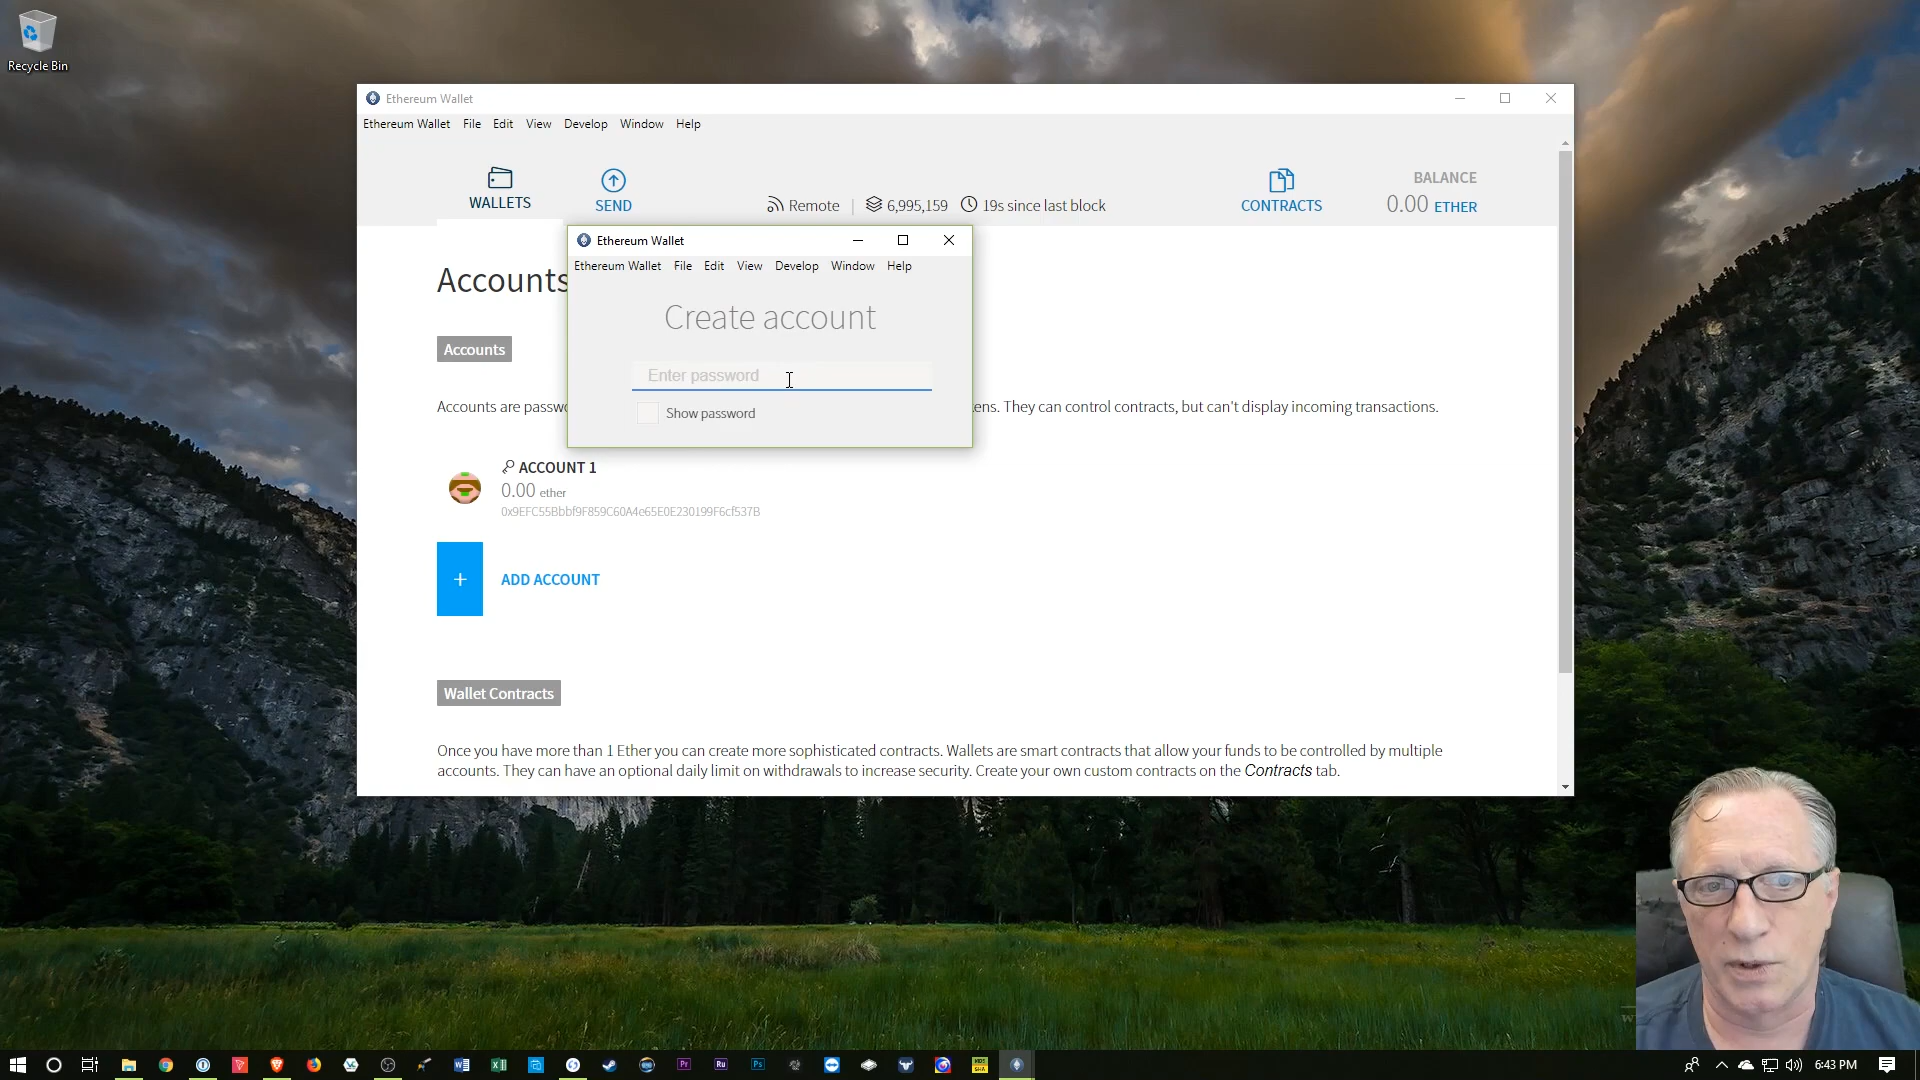 Recycle Bin
Ethereum Wallet
Ethereum Wallet File Edit View Develop Window Help
WALLETS
SEND
Remote | 6,995,159 19s since last block
CONTRACTS
BALANCE
0.00 ETHER
Ethereum Wallet
Ethereum Wallet File Edit View Develop Window Help
Create account
Enter password
Show password
Accounts
Accounts
Accounts are passwo
ens. They can control contracts, but can't display incoming transactions.
ACCOUNT 1
0.00 ether
0x9EFC55Bbbf9F859C60A4e65E0E230199F6cf537B
+ ADD ACCOUNT
Wallet Contracts
Once you have more than 1 Ether you can create more sophisticated contracts. Wallets are smart contracts that allow your funds to be controlled by multiple
accounts. They can have an optional daily limit on withdrawals to increase security. Create your own custom contracts on the Contracts tab.
Pr
Ru
Ps
6:43 PM